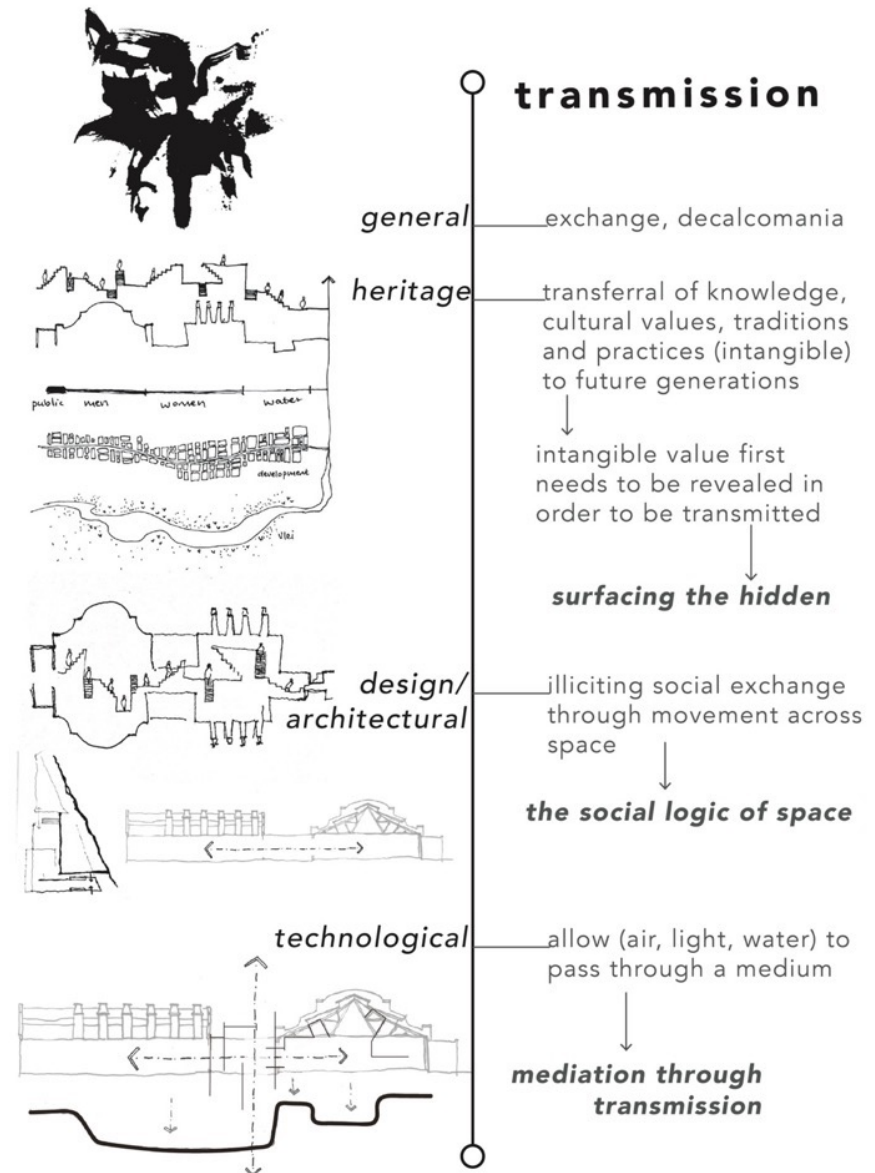 transmission
general
exchange, decalcomania
heritage
transferral of knowledge,
cultural values, traditions
and practices (intangible)
to future generations
public men women water
development
vlei
intangible value first
needs to be revealed in
order to be transmitted
surfacing the hidden
design/
architectural
illiciting social exchange
through movement across
space
the social logic of space
technological
allow (air, light, water) to
pass through a medium
mediation through
transmission